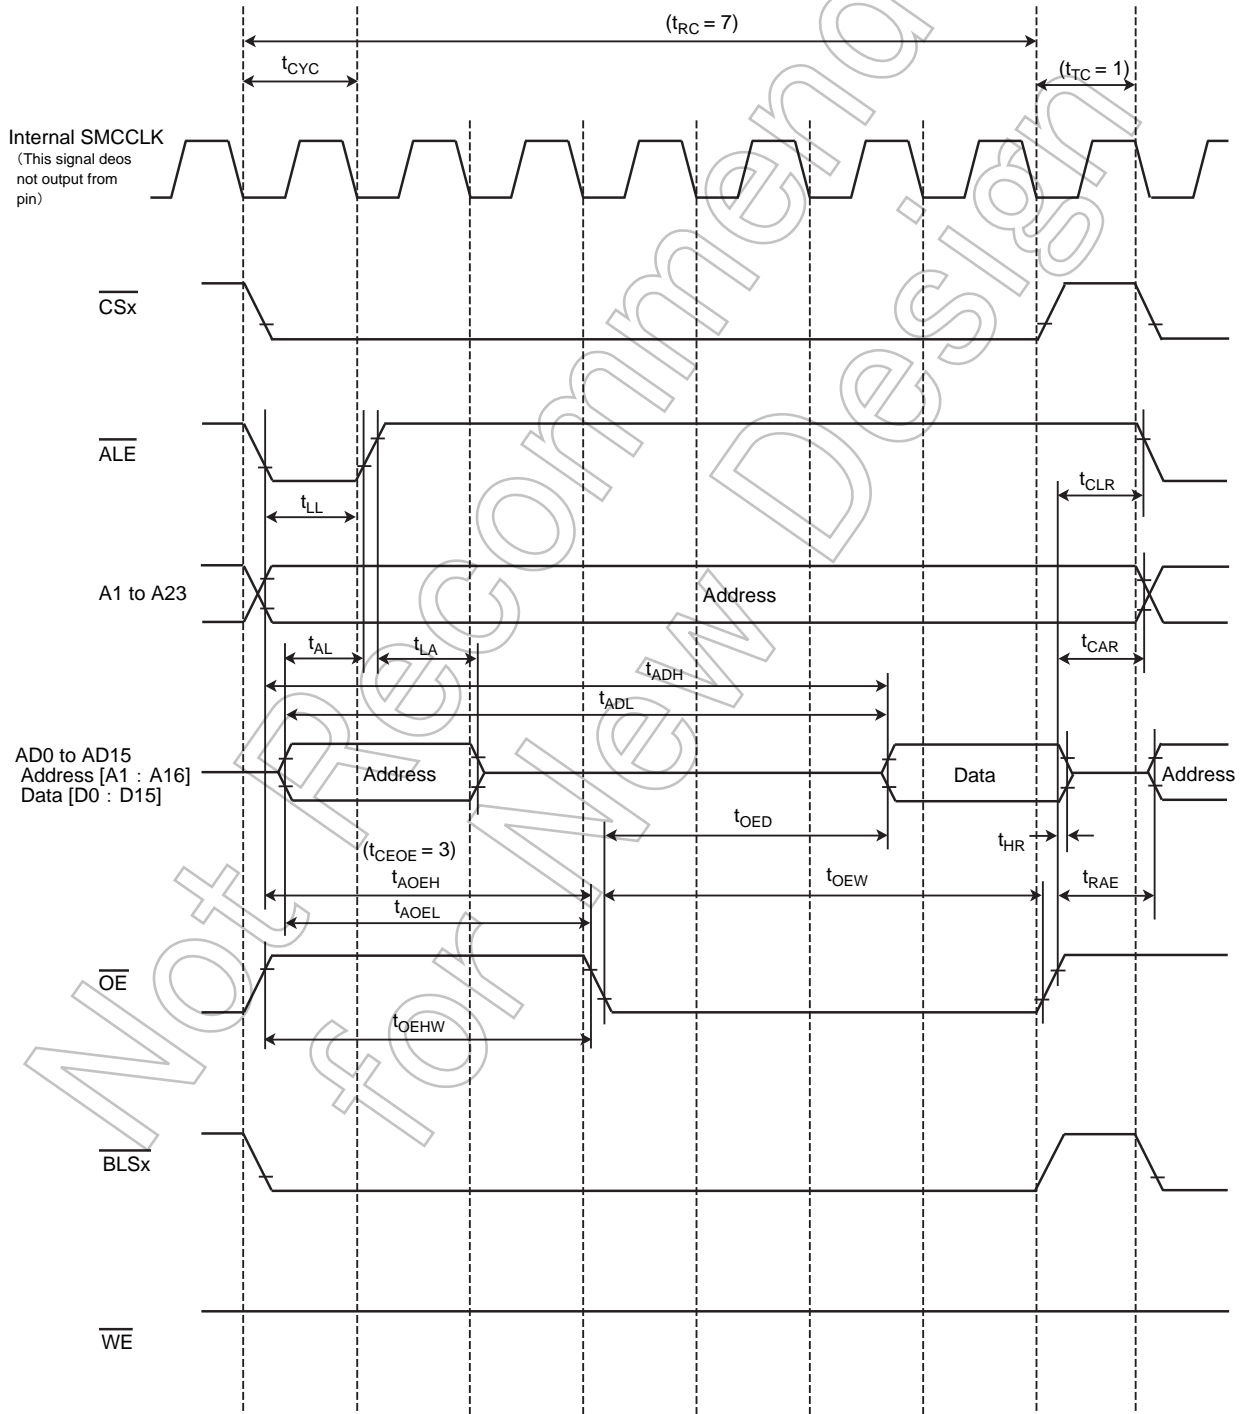 (tRC = 7)
tCYC
(tTC = 1)
Internal SMCCLK
(This signal deos
not output from
pin)
CSx
ALE
tLL
tCLR
A1 to A23
Address
tAL
tLA
tCAR
tADH
tADL
AD0 to AD15
Address [A1 : A16]
Data [D0 : D15]
Address
Data
Address
tOED
tHR
(tCEOE = 3)
tAOEH
tOEW
tRAE
tAOEL
OE
tOEHW
BLSx
WE
Not Recommended
for New Design